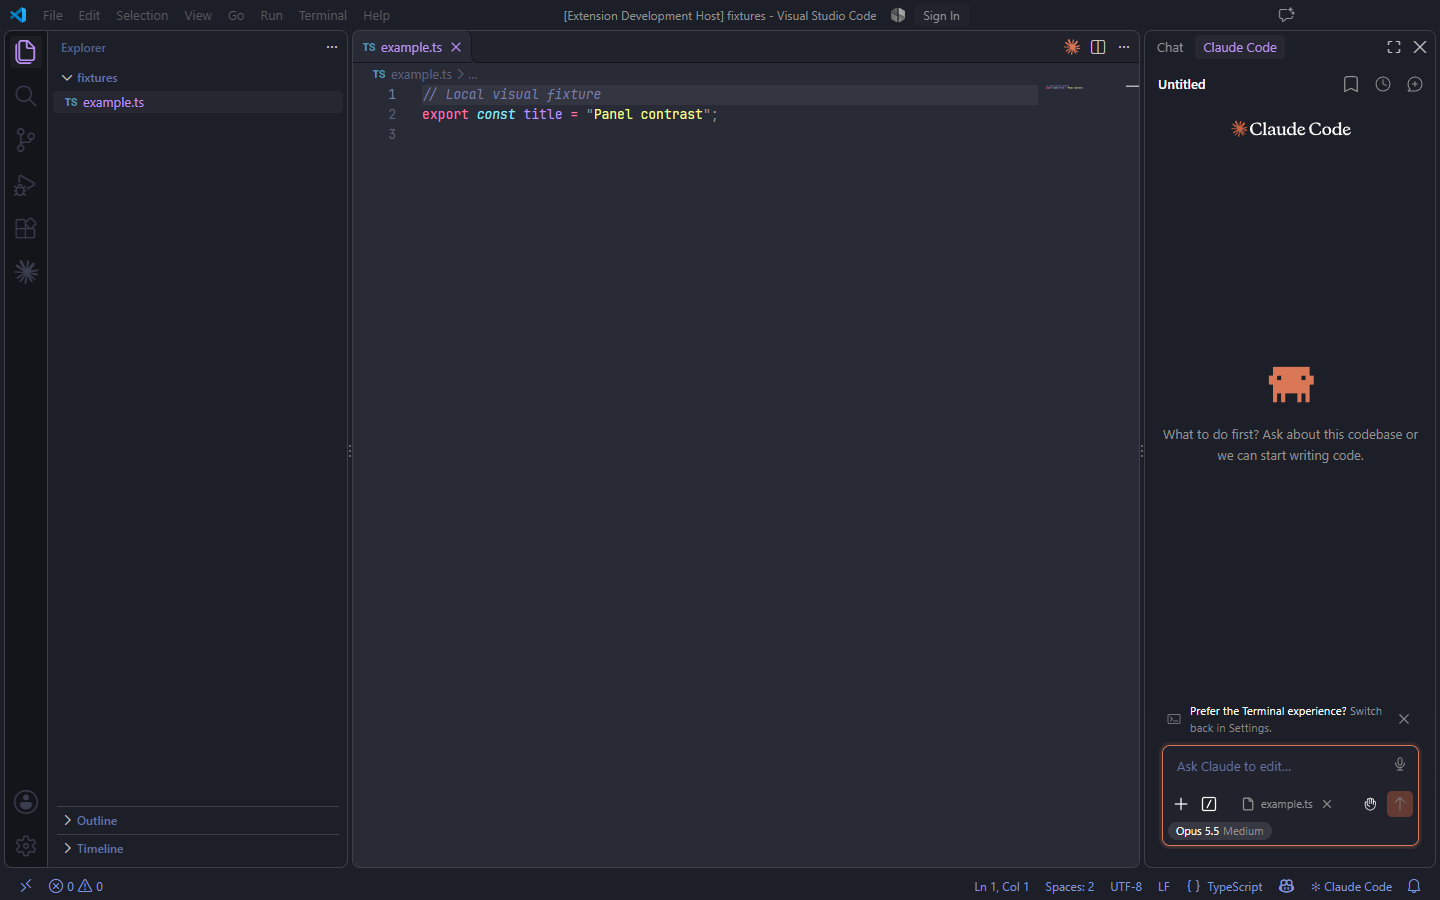 File Edit Selection View Go Run Terminal Help
[Extension Development Host] fixtures - Visual Studio Code
Sign In
Explorer
fixtures
TS example.ts
Outline
Timeline
TS example.ts
TS example.ts > ...
1 // Local visual fixture
2 export const title = "Panel contrast";
3
Chat Claude Code
Untitled
Claude Code
What to do first? Ask about this codebase or
we can start writing code.
Prefer the Terminal experience? Switch
back in Settings.
Ask Claude to edit...
example.ts
Opus 5.5 Medium
0 0
Ln 1, Col 1 Spaces: 2 UTF-8 LF { } TypeScript Claude Code